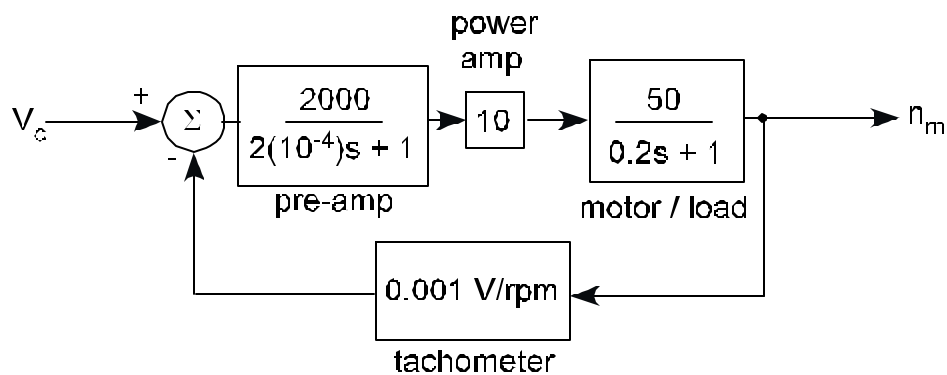 power
amp
+
V_c
Σ
-
2000
2(10^-4)s + 1
pre-amp
10
50
0.2s + 1
motor / load
n_m
0.001 V/rpm
tachometer